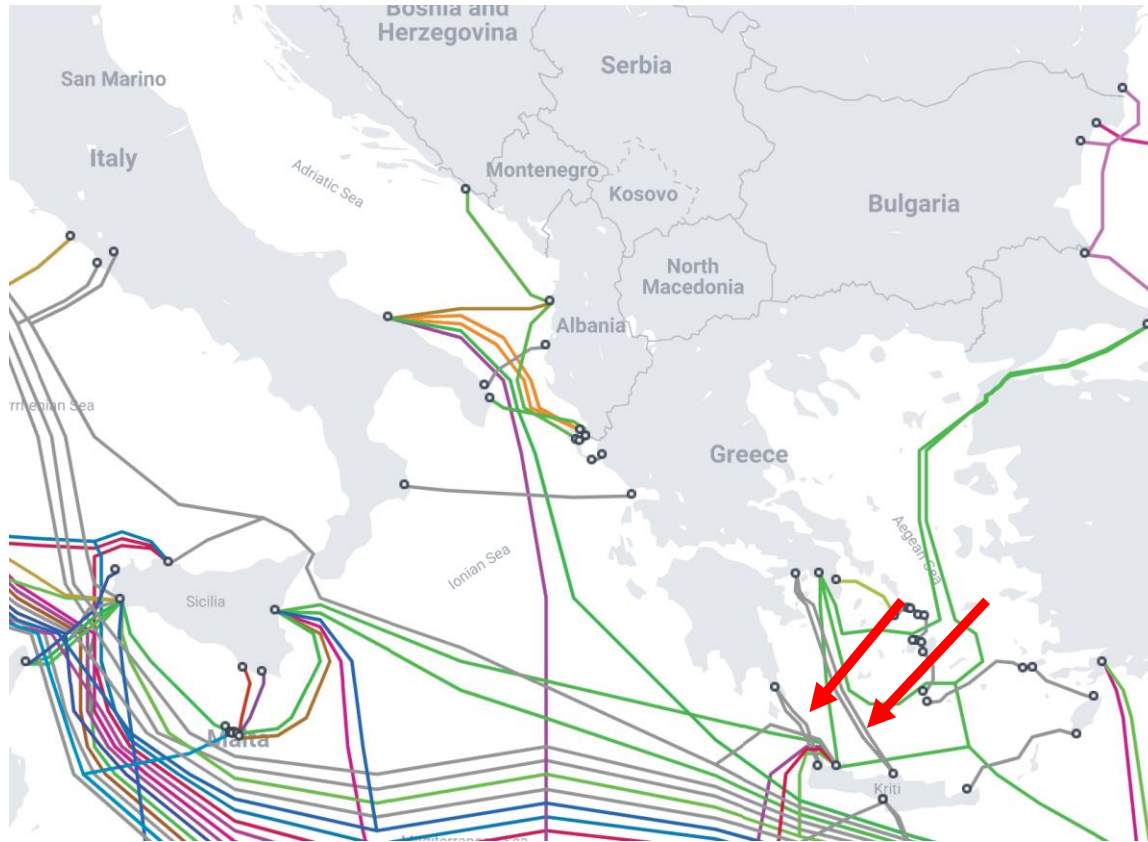 Bosnia and
Herzegovina
Serbia
San Marino
Italy
Montenegro
Adriatic Sea
Kosovo
Bulgaria
North
Macedonia
Albania
Greece
Aegean Sea
Ionian Sea
Sicilia
Malta
Kriti